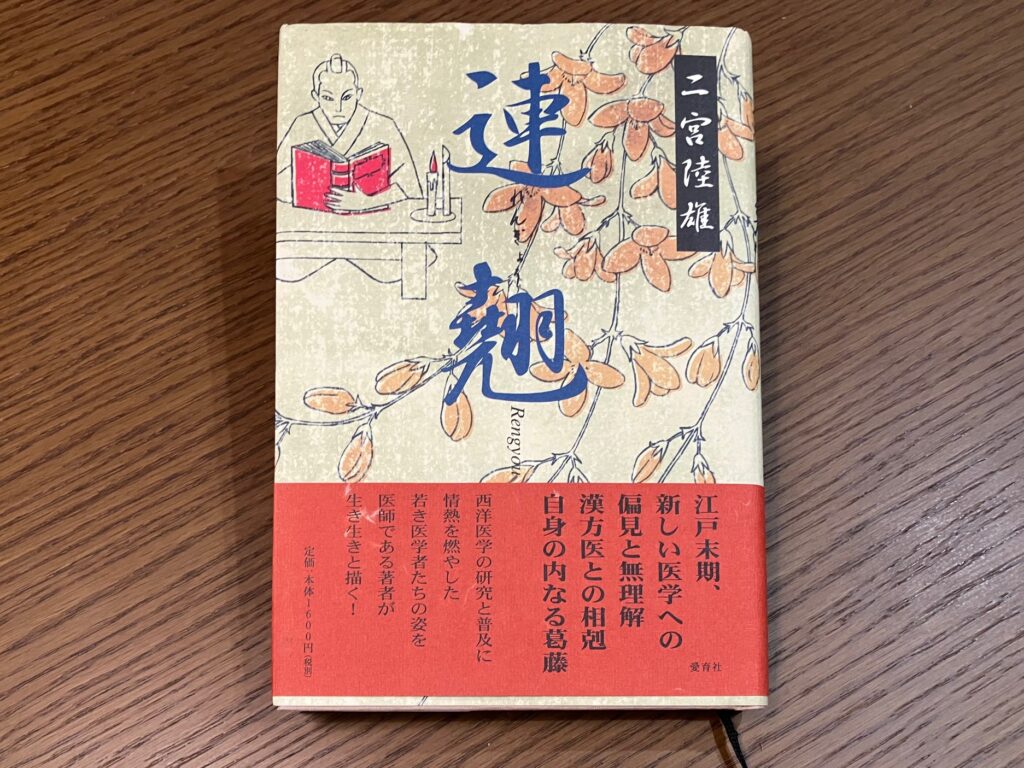 二宮陸雄
連翹
れんぎょう
Rengyou
江戸末期、
新しい医学への
偏見と無理解
漢方医との相剋
自身の内なる葛藤
西洋医学の研究と普及に
情熱を燃やした
若き医学者たちの姿を
医師である著者が
生き生きと描く!
定価 本体1600円(税別)
愛育社